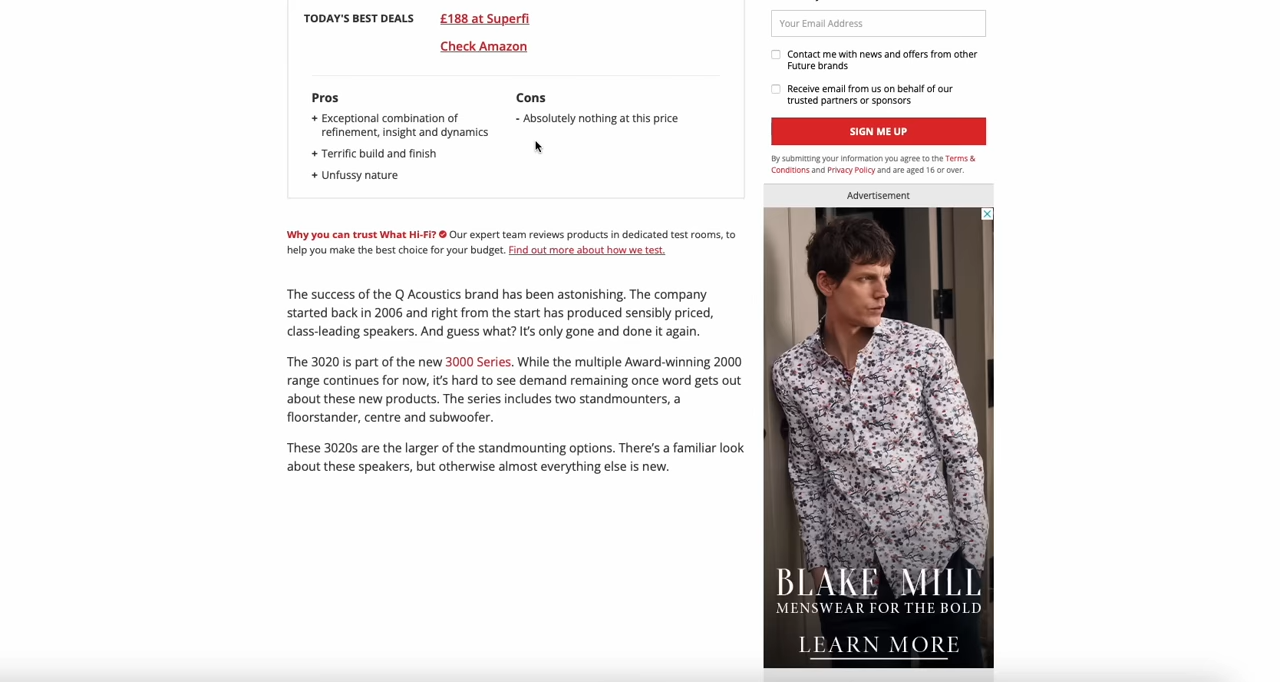 TODAY'S BEST DEALS
£188 at Superfi
Check Amazon
Pros
+ Exceptional combination of
refinement, insight and dynamics
+ Terrific build and finish
+ Unfussy nature
Cons
- Absolutely nothing at this price
Why you can trust What Hi-Fi? Our expert team reviews products in dedicated test rooms, to
help you make the best choice for your budget. Find out more about how we test.
The success of the Q Acoustics brand has been astonishing. The company
started back in 2006 and right from the start has produced sensibly priced,
class-leading speakers. And guess what? It’s only gone and done it again.
The 3020 is part of the new 3000 Series. While the multiple Award-winning 2000
range continues for now, it’s hard to see demand remaining once word gets out
about these new products. The series includes two standmounters, a
floorstander, centre and subwoofer.
These 3020s are the larger of the standmounting options. There’s a familiar look
about these speakers, but otherwise almost everything else is new.
Your Email Address
Contact me with news and offers from other
Future brands
Receive email from us on behalf of our
trusted partners or sponsors
SIGN ME UP
By submitting your information you agree to the Terms &
Conditions and Privacy Policy and are aged 16 or over.
Advertisement
BLAKE MILL
MENSWEAR FOR THE BOLD
LEARN MORE